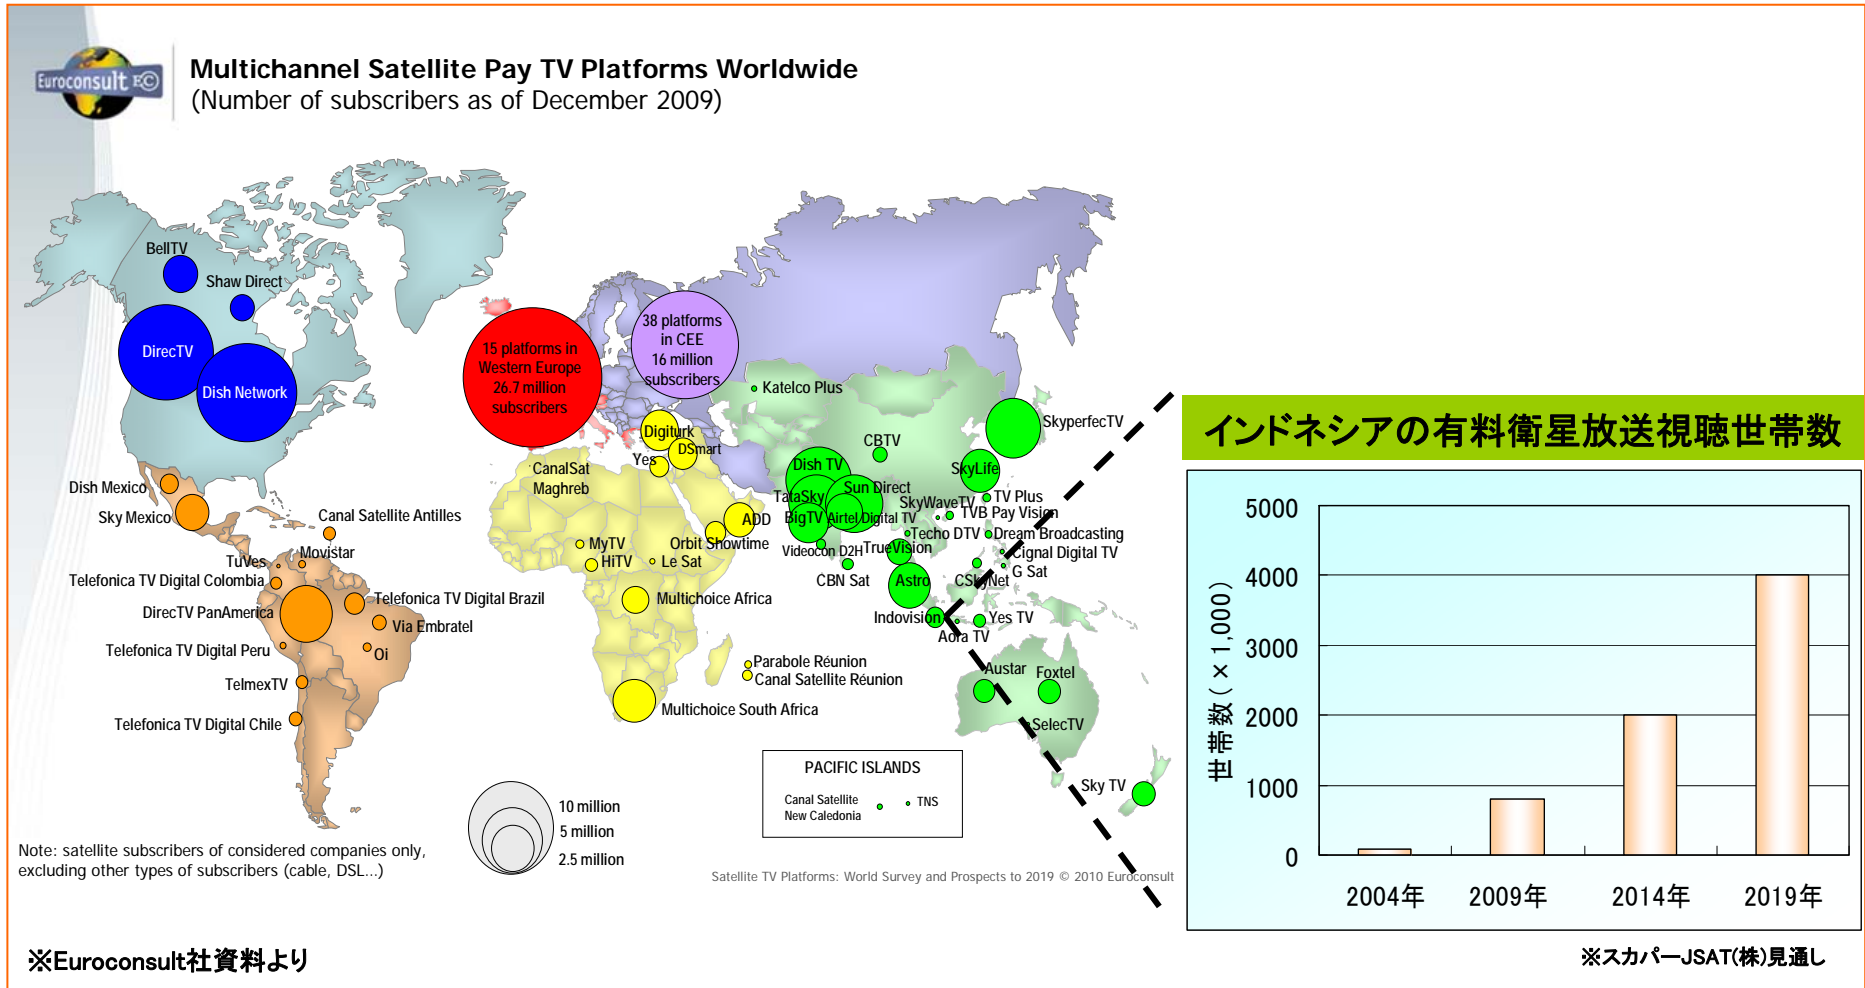 Euroconsult EC
Multichannel Satellite Pay TV Platforms Worldwide
(Number of subscribers as of December 2009)
BellTV
Shaw Direct
DirecTV
Dish Network
15 platforms in
Western Europe
26.7 million
subscribers
38 platforms
in CEE
16 million
subscribers
Katelco Plus
SkyperfecTV
CBTV
SkyLife
Digiturk
DSmart
Yes
CanalSat
Maghreb
Dish TV
TataSky
Sun Direct
BigTV
Airtel Digital TV
SkyWaveTV
TV Plus
TVB Pay Vision
Techo DTV
Dream Broadcasting
Videocon D2H
TrueVision
Cignal Digital TV
G Sat
CBN Sat
Astro
CSkyNet
Indovision
Aora TV
Yes TV
Dish Mexico
Sky Mexico
Canal Satellite Antilles
TuVes
Movistar
Telefonica TV Digital Colombia
DirecTV PanAmerica
Telefonica TV Digital Brazil
Via Embratel
Telefonica TV Digital Peru
Oi
TelmexTV
Telefonica TV Digital Chile
ADD
Orbit Showtime
MyTV
HiTV
Le Sat
Multichoice Africa
Parabole Réunion
Canal Satellite Réunion
Multichoice South Africa
Austar
Foxtel
SelecTV
Sky TV
PACIFIC ISLANDS
Canal Satellite
New Caledonia
TNS
10 million
5 million
2.5 million
Note: satellite subscribers of considered companies only,
excluding other types of subscribers (cable, DSL...)
Satellite TV Platforms: World Survey and Prospects to 2019 © 2010 Euroconsult
※Euroconsult社資料より
インドネシアの有料衛星放送視聴世帯数
世帯数(×1,000)
5000
4000
3000
2000
1000
0
2004年
2009年
2014年
2019年
※スカパーJSAT(株)見通し